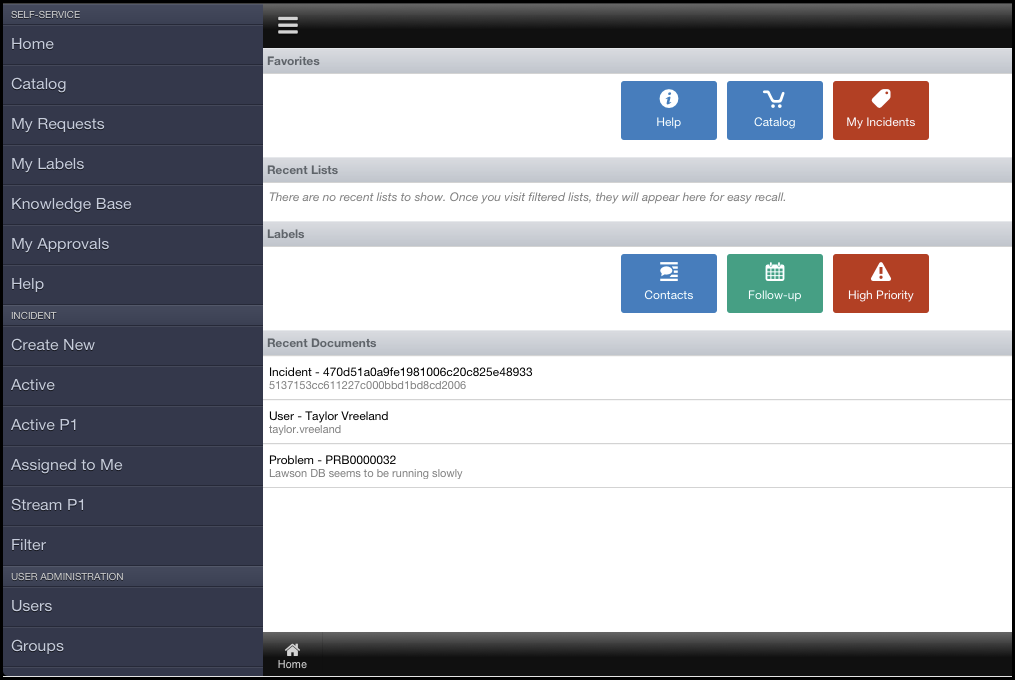 SELF-SERVICE
Home
Catalog
My Requests
My Labels
Knowledge Base
My Approvals
Help
INCIDENT
Create New
Active
Active P1
Assigned to Me
Stream P1
Filter
USER ADMINISTRATION
Users
Groups
Favorites
Help
Catalog
My Incidents
Recent Lists
There are no recent lists to show. Once you visit filtered lists, they will appear here for easy recall.
Labels
Contacts
Follow-up
High Priority
Recent Documents
Incident - 470d51a0a9fe1981006c20c825e48933
5137153cc611227c000bbd1bd8cd2006
User - Taylor Vreeland
taylor.vreeland
Problem - PRB0000032
Lawson DB seems to be running slowly
Home